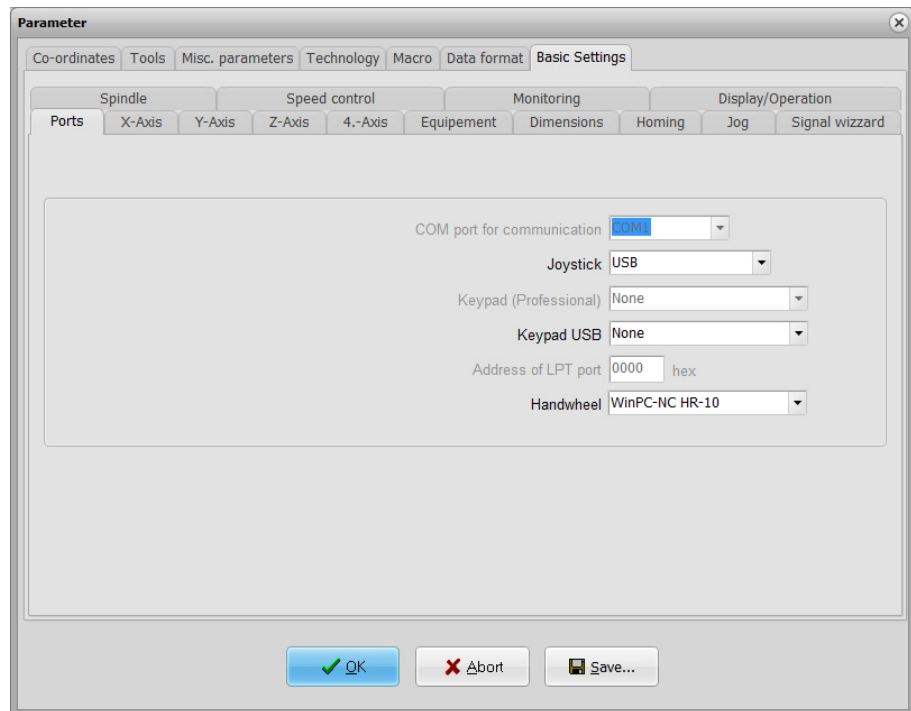 Parameter
Co-ordinates Tools Misc. parameters Technology Macro Data format Basic Settings
Spindle Speed control Monitoring Display/Operation
Ports X-Axis Y-Axis Z-Axis 4.-Axis Equipement Dimensions Homing Jog Signal wizzard
COM port for communication COM1
Joystick USB
Keypad (Professional) None
Keypad USB None
Address of LPT port 0000 hex
Handwheel WinPC-NC HR-10
OK Abort Save...